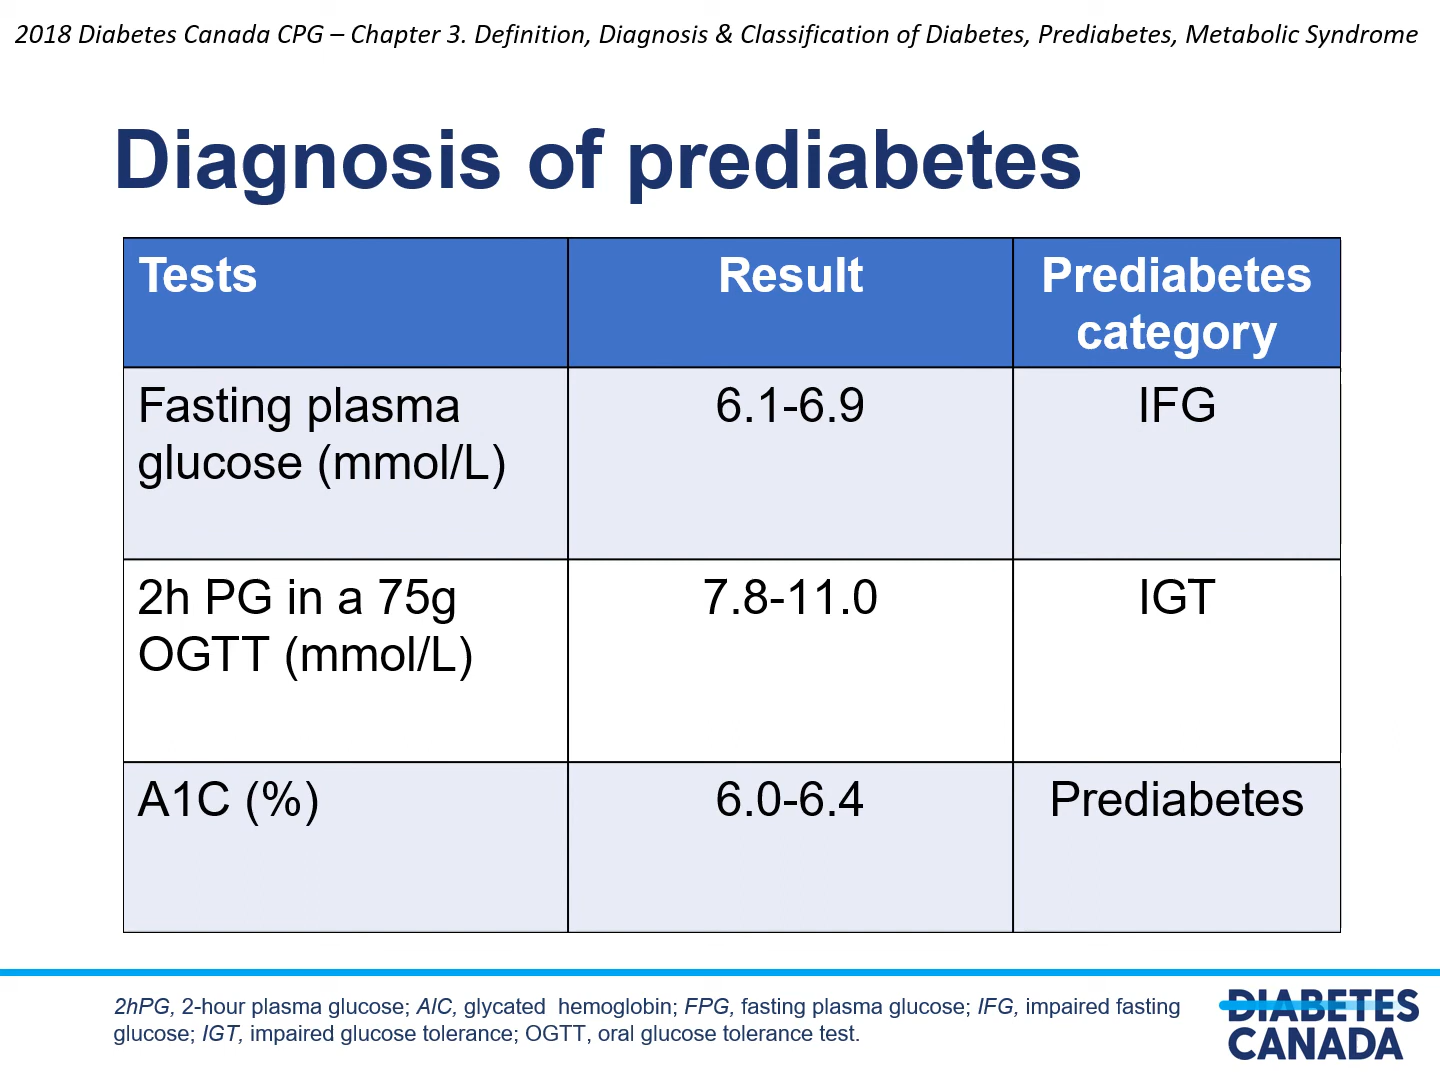 2018 Diabetes Canada CPG – Chapter 3. Definition, Diagnosis & Classification of Diabetes, Prediabetes, Metabolic Syndrome
Diagnosis of prediabetes
Tests Result Prediabetes
category
Fasting plasma 6.1-6.9 IFG
glucose (mmol/L)
2h PG in a 75g 7.8-11.0 IGT
OGTT (mmol/L)
A1C (%) 6.0-6.4 Prediabetes
2hPG, 2-hour plasma glucose; AIC, glycated hemoglobin; FPG, fasting plasma glucose; IFG, impaired fasting
glucose; IGT, impaired glucose tolerance; OGTT, oral glucose tolerance test.
DIABETES
CANADA